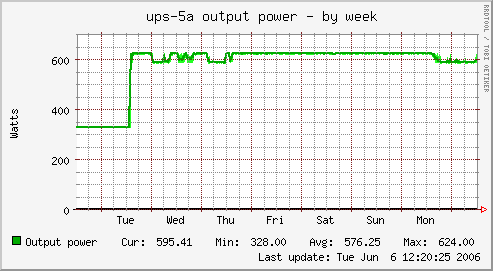 ups-5a output power - by week
RRDTOOL / TOBI OETIKER
Watts
600
400
200
0
Tue Wed Thu Fri Sat Sun Mon
Output power Cur: 595.41 Min: 328.00 Avg: 576.25 Max: 624.00
Last update: Tue Jun 6 12:20:25 2006